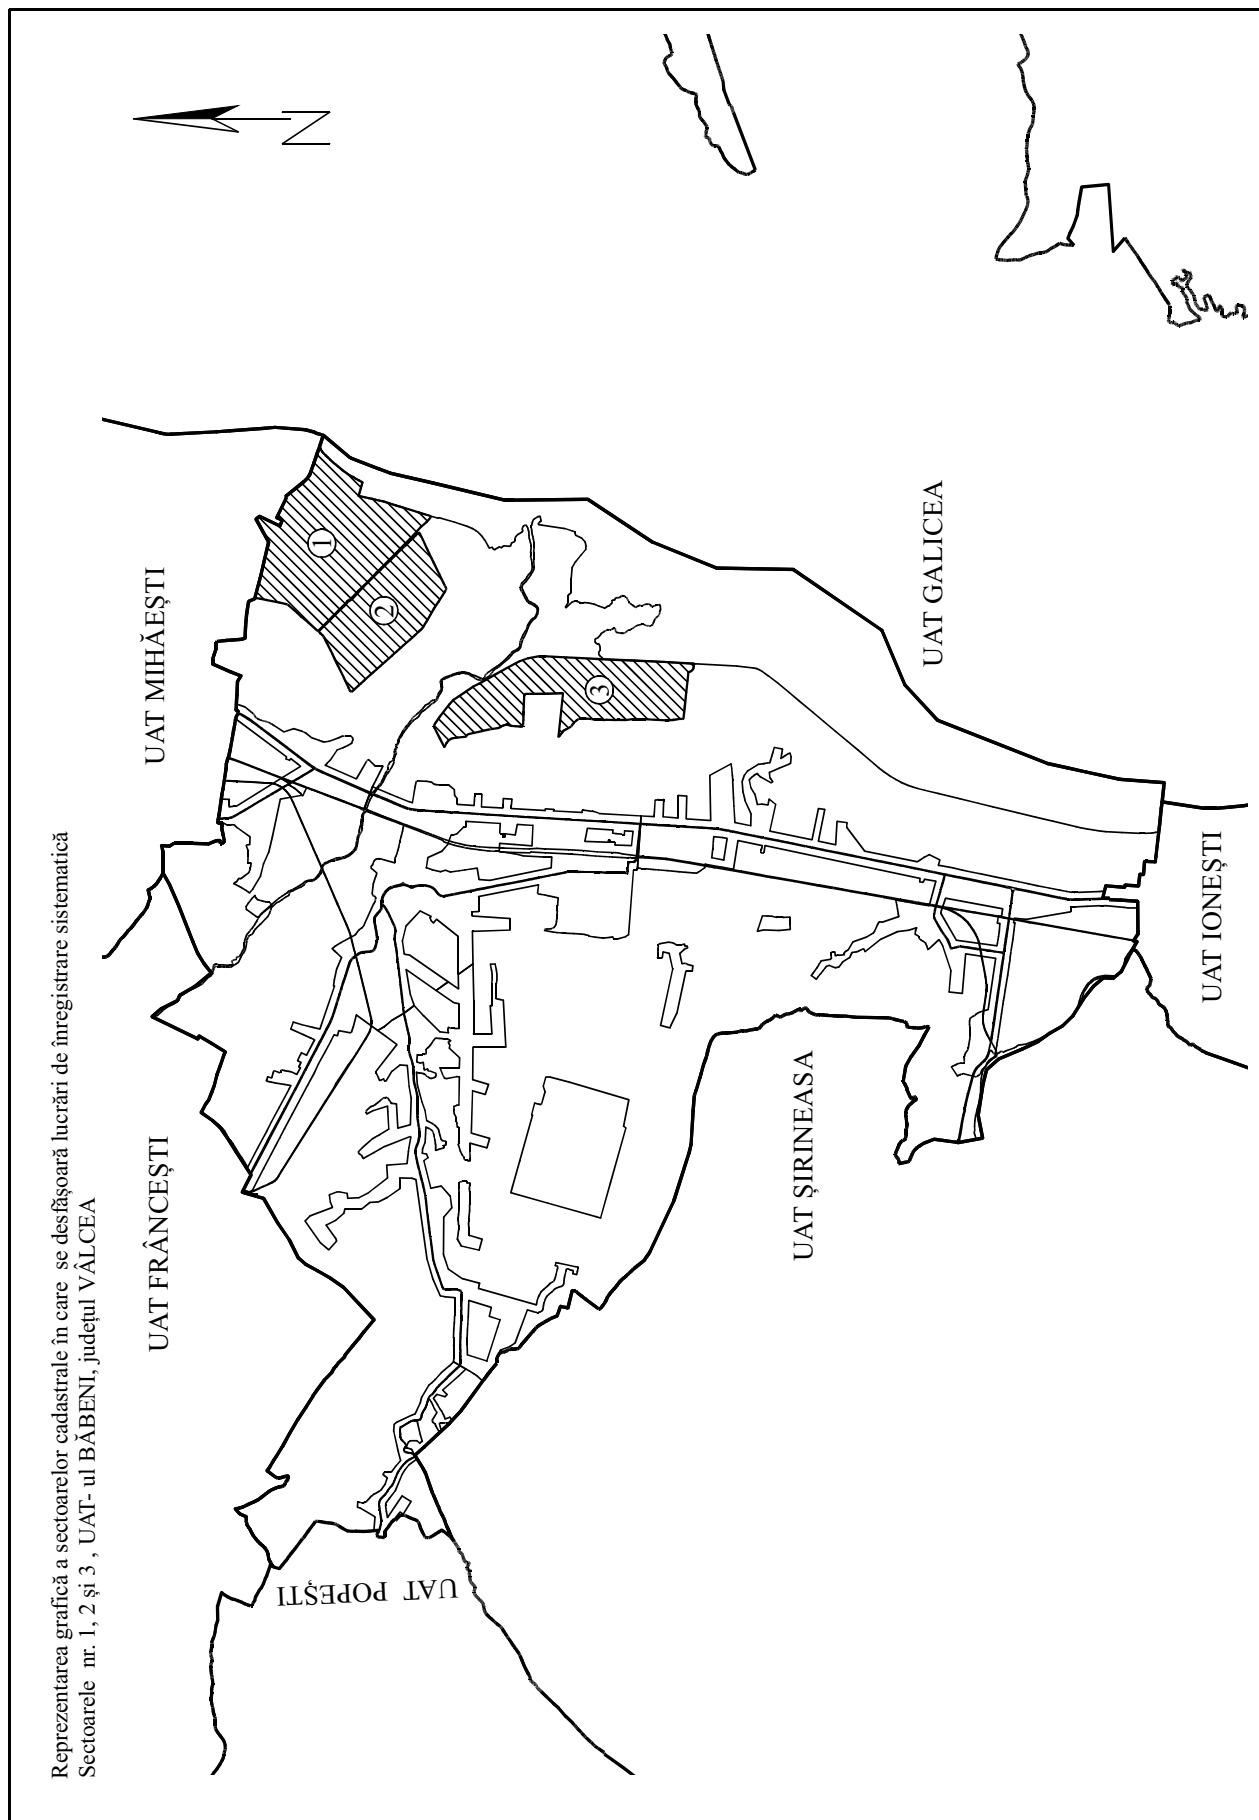 Reprezentarea grafică a sectoarelor cadastrale în care se desfășoară lucrări de înregistrare sistematică
Sectoarele nr. 1, 2 și 3 , UAT- ul BĂBENI, județul VÂLCEA
N
UAT MIHĂEȘTI
UAT FRÂNCEȘTI
UAT POPEȘTI
UAT GALICEA
UAT ȘIRINEASA
UAT IONEȘTI
1
2
3